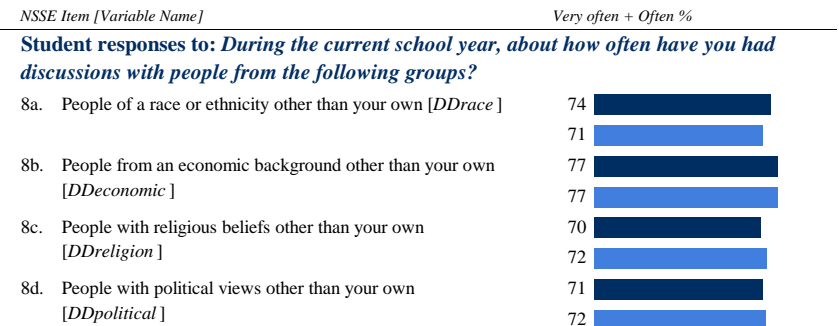 NSSE Item [Variable Name] Very often + Often %
Student responses to: During the current school year, about how often have you had
discussions with people from the following groups?
8a. People of a race or ethnicity other than your own [DDrace ] 74
71
8b. People from an economic background other than your own 77
[DDeconomic ] 77
8c. People with religious beliefs other than your own 70
[DDreligion ] 72
8d. People with political views other than your own 71
[DDpolitical ] 72